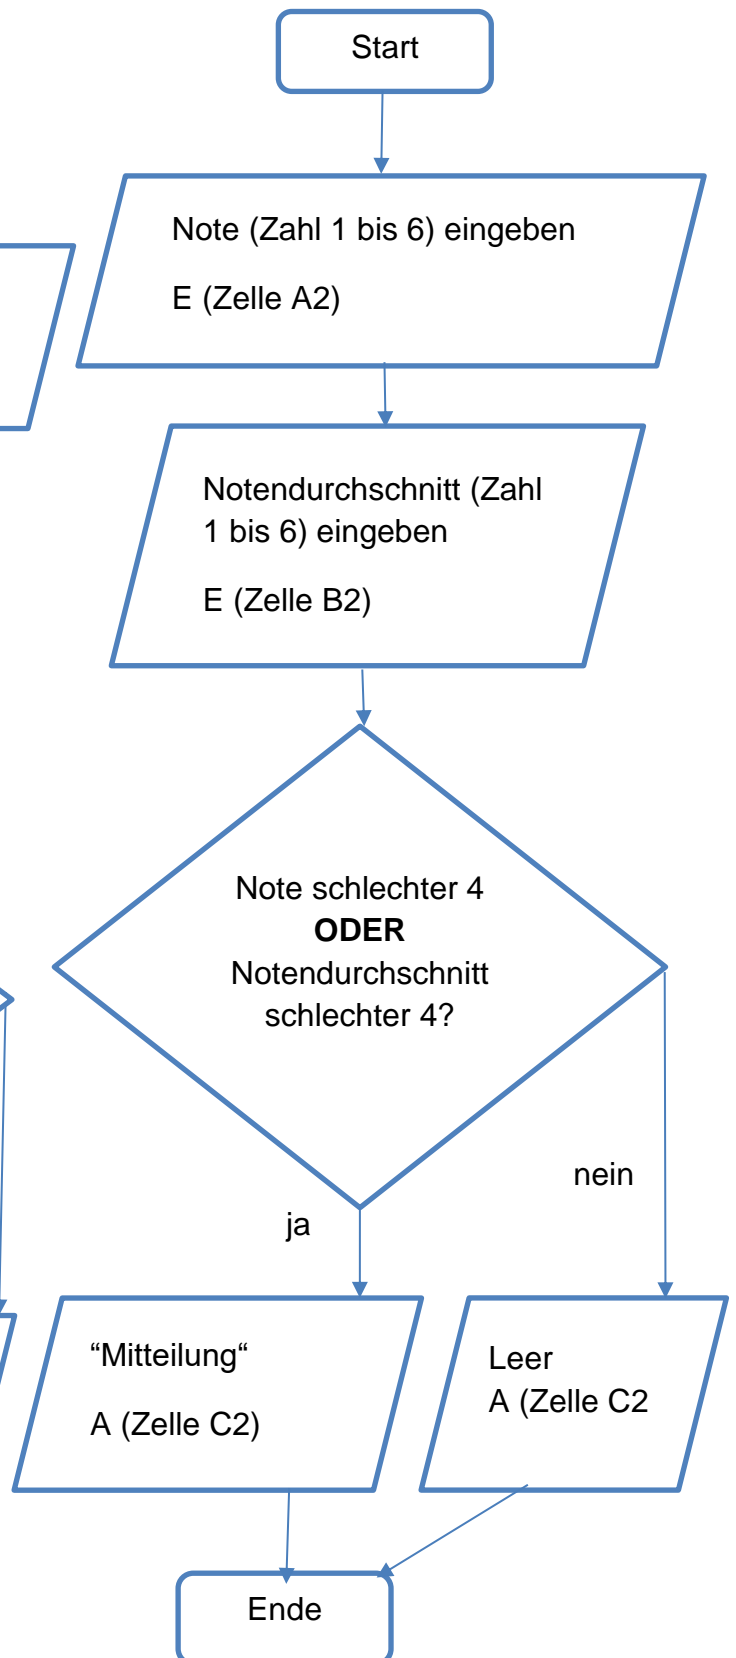 Start
Note (Zahl 1 bis 6) eingeben
E (Zelle A2)
Notendurchschnitt (Zahl
1 bis 6) eingeben
E (Zelle B2)
Note schlechter 4
ODER
Notendurchschnitt
schlechter 4?
nein
ja
“Mitteilung“
A (Zelle C2)
Leer
A (Zelle C2
Ende